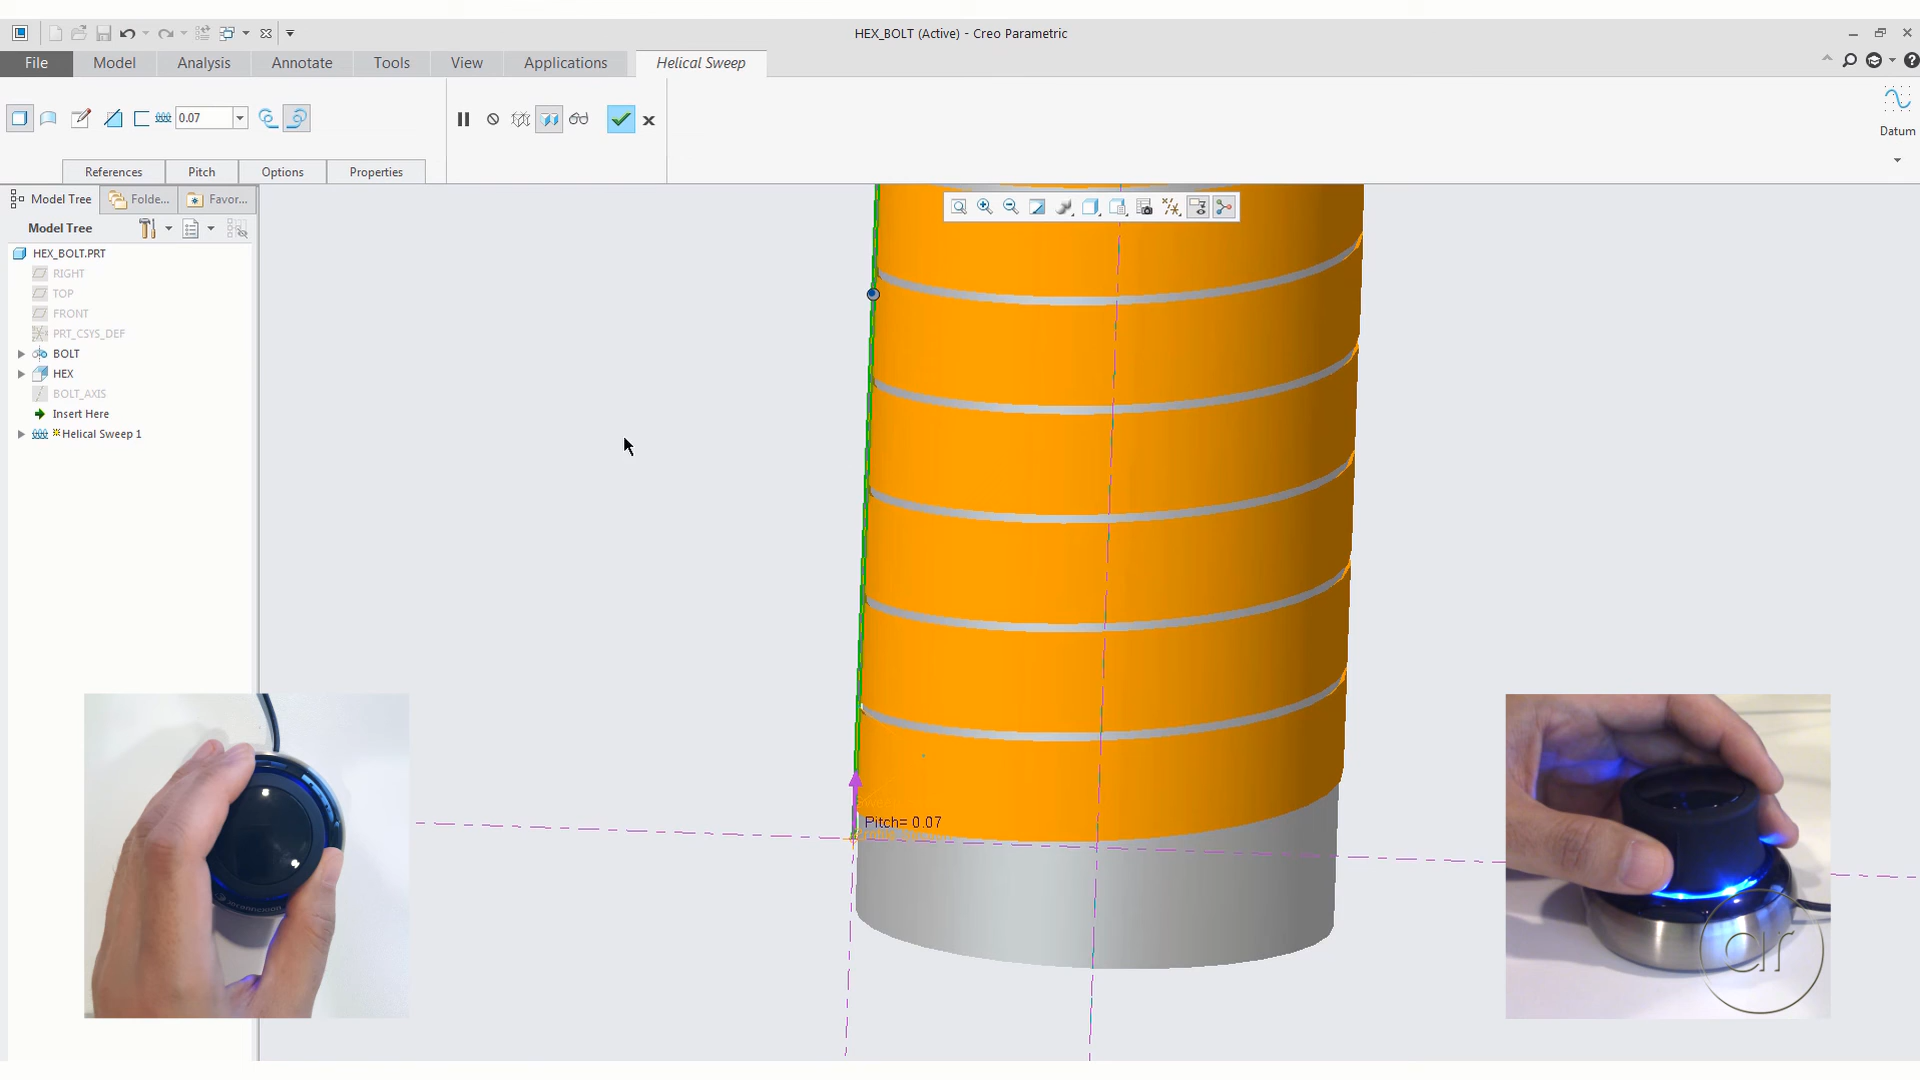 HEX_BOLT (Active) - Creo Parametric
File
Model
Analysis
Annotate
Tools
View
Applications
Helical Sweep
0.07
Datum
References
Pitch
Options
Properties
Model Tree
Folde...
Favor...
Model Tree
HEX_BOLT.PRT
RIGHT
TOP
FRONT
PRT_CSYS_DEF
BOLT
HEX
BOLT_AXIS
Insert Here
Helical Sweep 1
Pitch= 0.07
ar